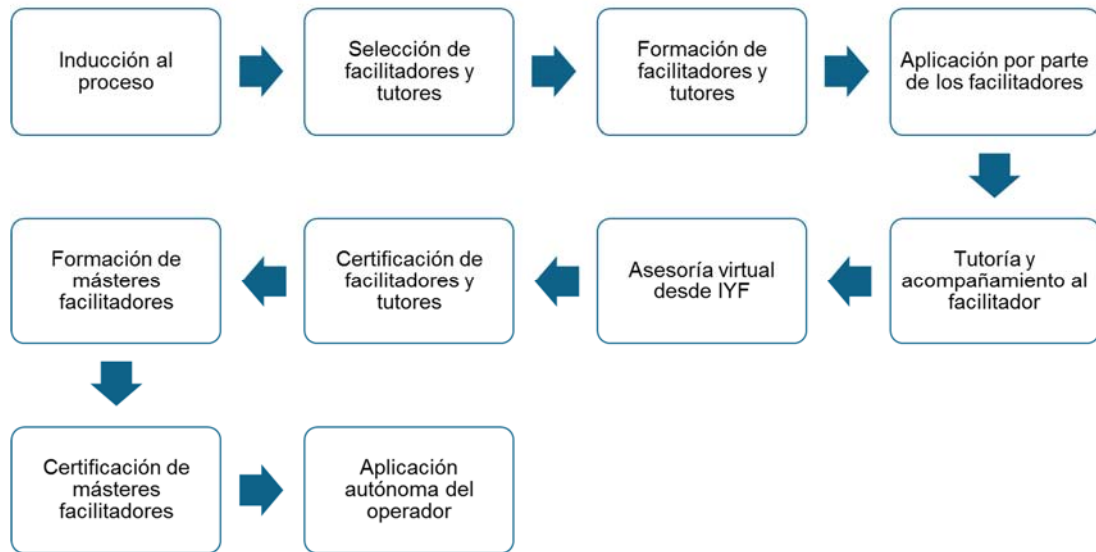 Inducción al
proceso
Selección de
facilitadores y
tutores
Formación de
facilitadores y
tutores
Aplicación por parte
de los facilitadores
Tutoría y
acompañamiento al
facilitador
Asesoría virtual
desde IYF
Certificación de
facilitadores y
tutores
Formación de
másteres
facilitadores
Certificación de
másteres
facilitadores
Aplicación
autónoma del
operador